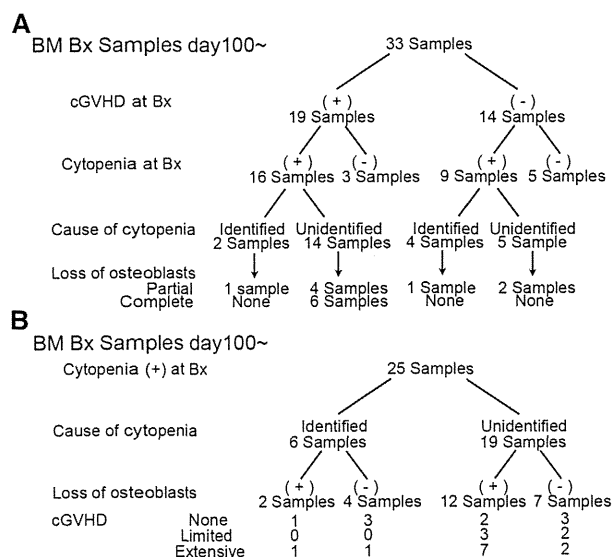 A
BM Bx Samples day100~
33 Samples
cGVHD at Bx
(+) (-)
19 Samples 14 Samples
Cytopenia at Bx
(+) (-) (+) (-)
16 Samples 3 Samples 9 Samples 5 Samples
Cause of cytopenia
Identified Unidentified Identified Unidentified
2 Samples 14 Samples 4 Samples 5 Sample
Loss of osteoblasts
Partial 1 sample 4 Samples 1 Sample 2 Samples
Complete None 6 Samples None None
B
BM Bx Samples day100~
Cytopenia (+) at Bx 25 Samples
Cause of cytopenia
Identified Unidentified
6 Samples 19 Samples
Loss of osteoblasts
(+) (-) (+) (-)
2 Samples 4 Samples 12 Samples 7 Samples
cGVHD None 1 3 2 3
Limited 0 0 3 2
Extensive 1 1 7 2